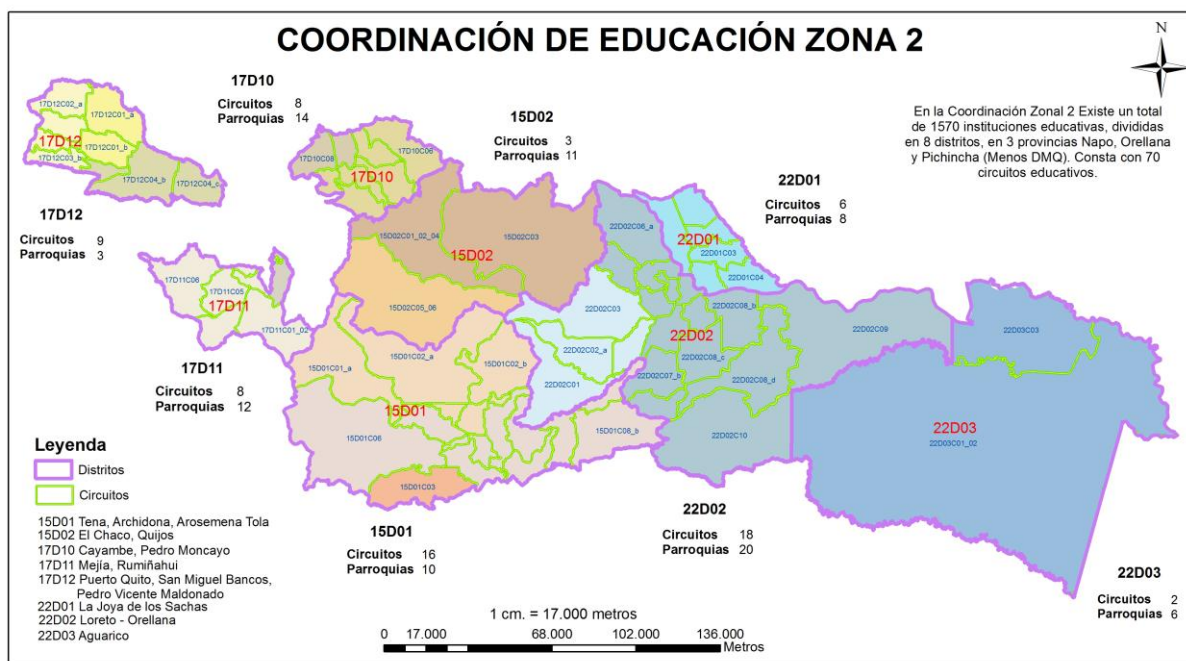 COORDINACIÓN DE EDUCACIÓN ZONA 2
N
En la Coordinación Zonal 2 Existe un total
de 1570 instituciones educativas, divididas
en 8 distritos, en 3 provincias Napo, Orellana
y Pichincha (Menos DMQ). Consta con 70
circuitos educativos.
17D10
Circuitos 8
Parroquias 14
15D02
Circuitos 3
Parroquias 11
22D01
Circuitos 6
Parroquias 8
17D12C02_a
17D12C01_a
17D12
17D12C01_b
17D12C03_b
17D12C04_b
17D12C04_c
17D12
Circuitos 9
Parroquias 3
17D10C08
17D10C06
17D10
15D02C01_02_04
15D02C03
15D02
15D02C05_06
22D02C06_a
22D01
22D01C03
22D01C04
17D11C06
17D11C05
17D11
17D11C01_02
17D11
Circuitos 8
Parroquias 12
22D02C03
22D02C02_a
22D02C01
22D02C08_b
22D02
22D02C08_c
22D02C07_b
22D02C08_d
22D02C09
22D02C10
22D03C03
22D03
22D03C01_02
15D01C01_a
15D01C02_a
15D01C02_b
15D01
15D01C06
15D01C08_b
15D01C03
15D01
Circuitos 16
Parroquias 10
22D02
Circuitos 18
Parroquias 20
22D03
Circuitos 2
Parroquias 6
Leyenda
Distritos
Circuitos
15D01 Tena, Archidona, Arosemena Tola
15D02 El Chaco, Quijos
17D10 Cayambe, Pedro Moncayo
17D11 Mejía, Rumiñahui
17D12 Puerto Quito, San Miguel Bancos,
Pedro Vicente Maldonado
22D01 La Joya de los Sachas
22D02 Loreto - Orellana
22D03 Aguarico
1 cm. = 17.000 metros
0 17.000 68.000 102.000 136.000
Metros